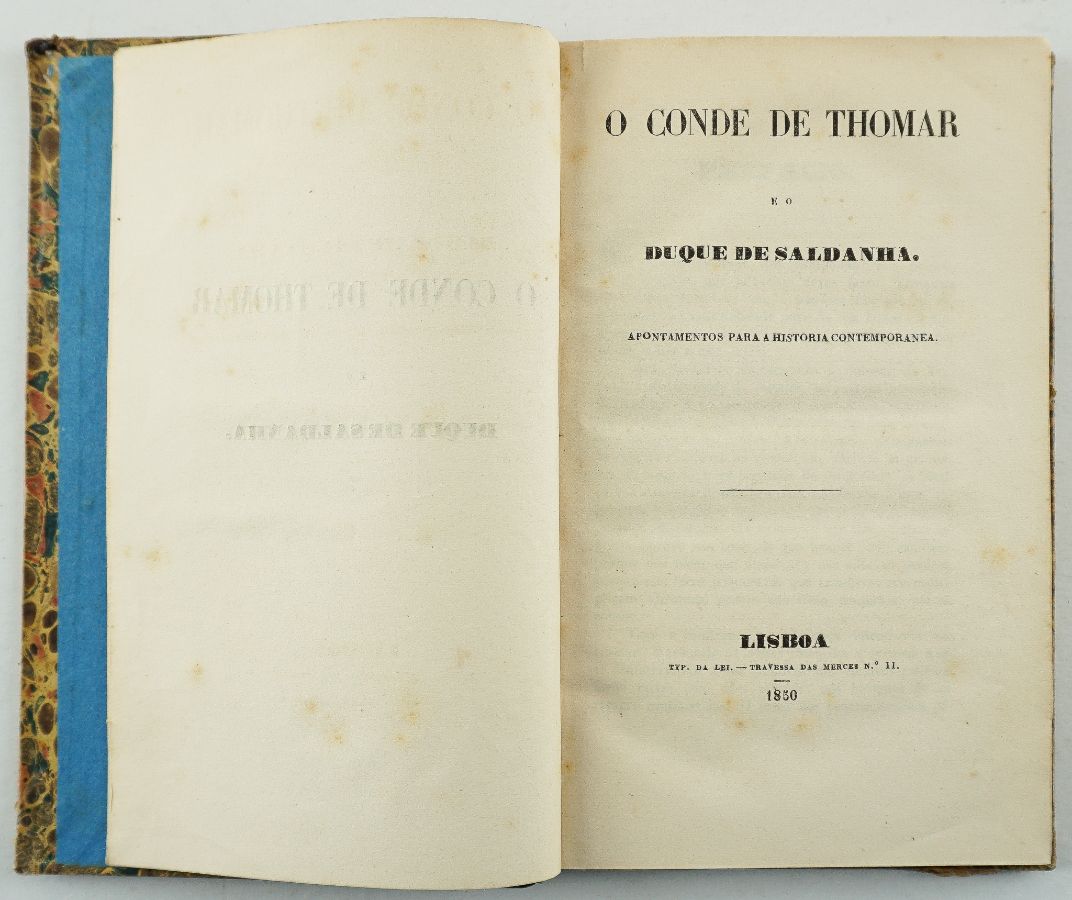 O CONDE DE THOMAR
E O
DUQUE DE SALDANHA.
APONTAMENTOS PARA A HISTORIA CONTEMPORANEA.
LISBOA
TYP. DA LEI. — TRAVESSA DAS MERCES N.º 11.
1850